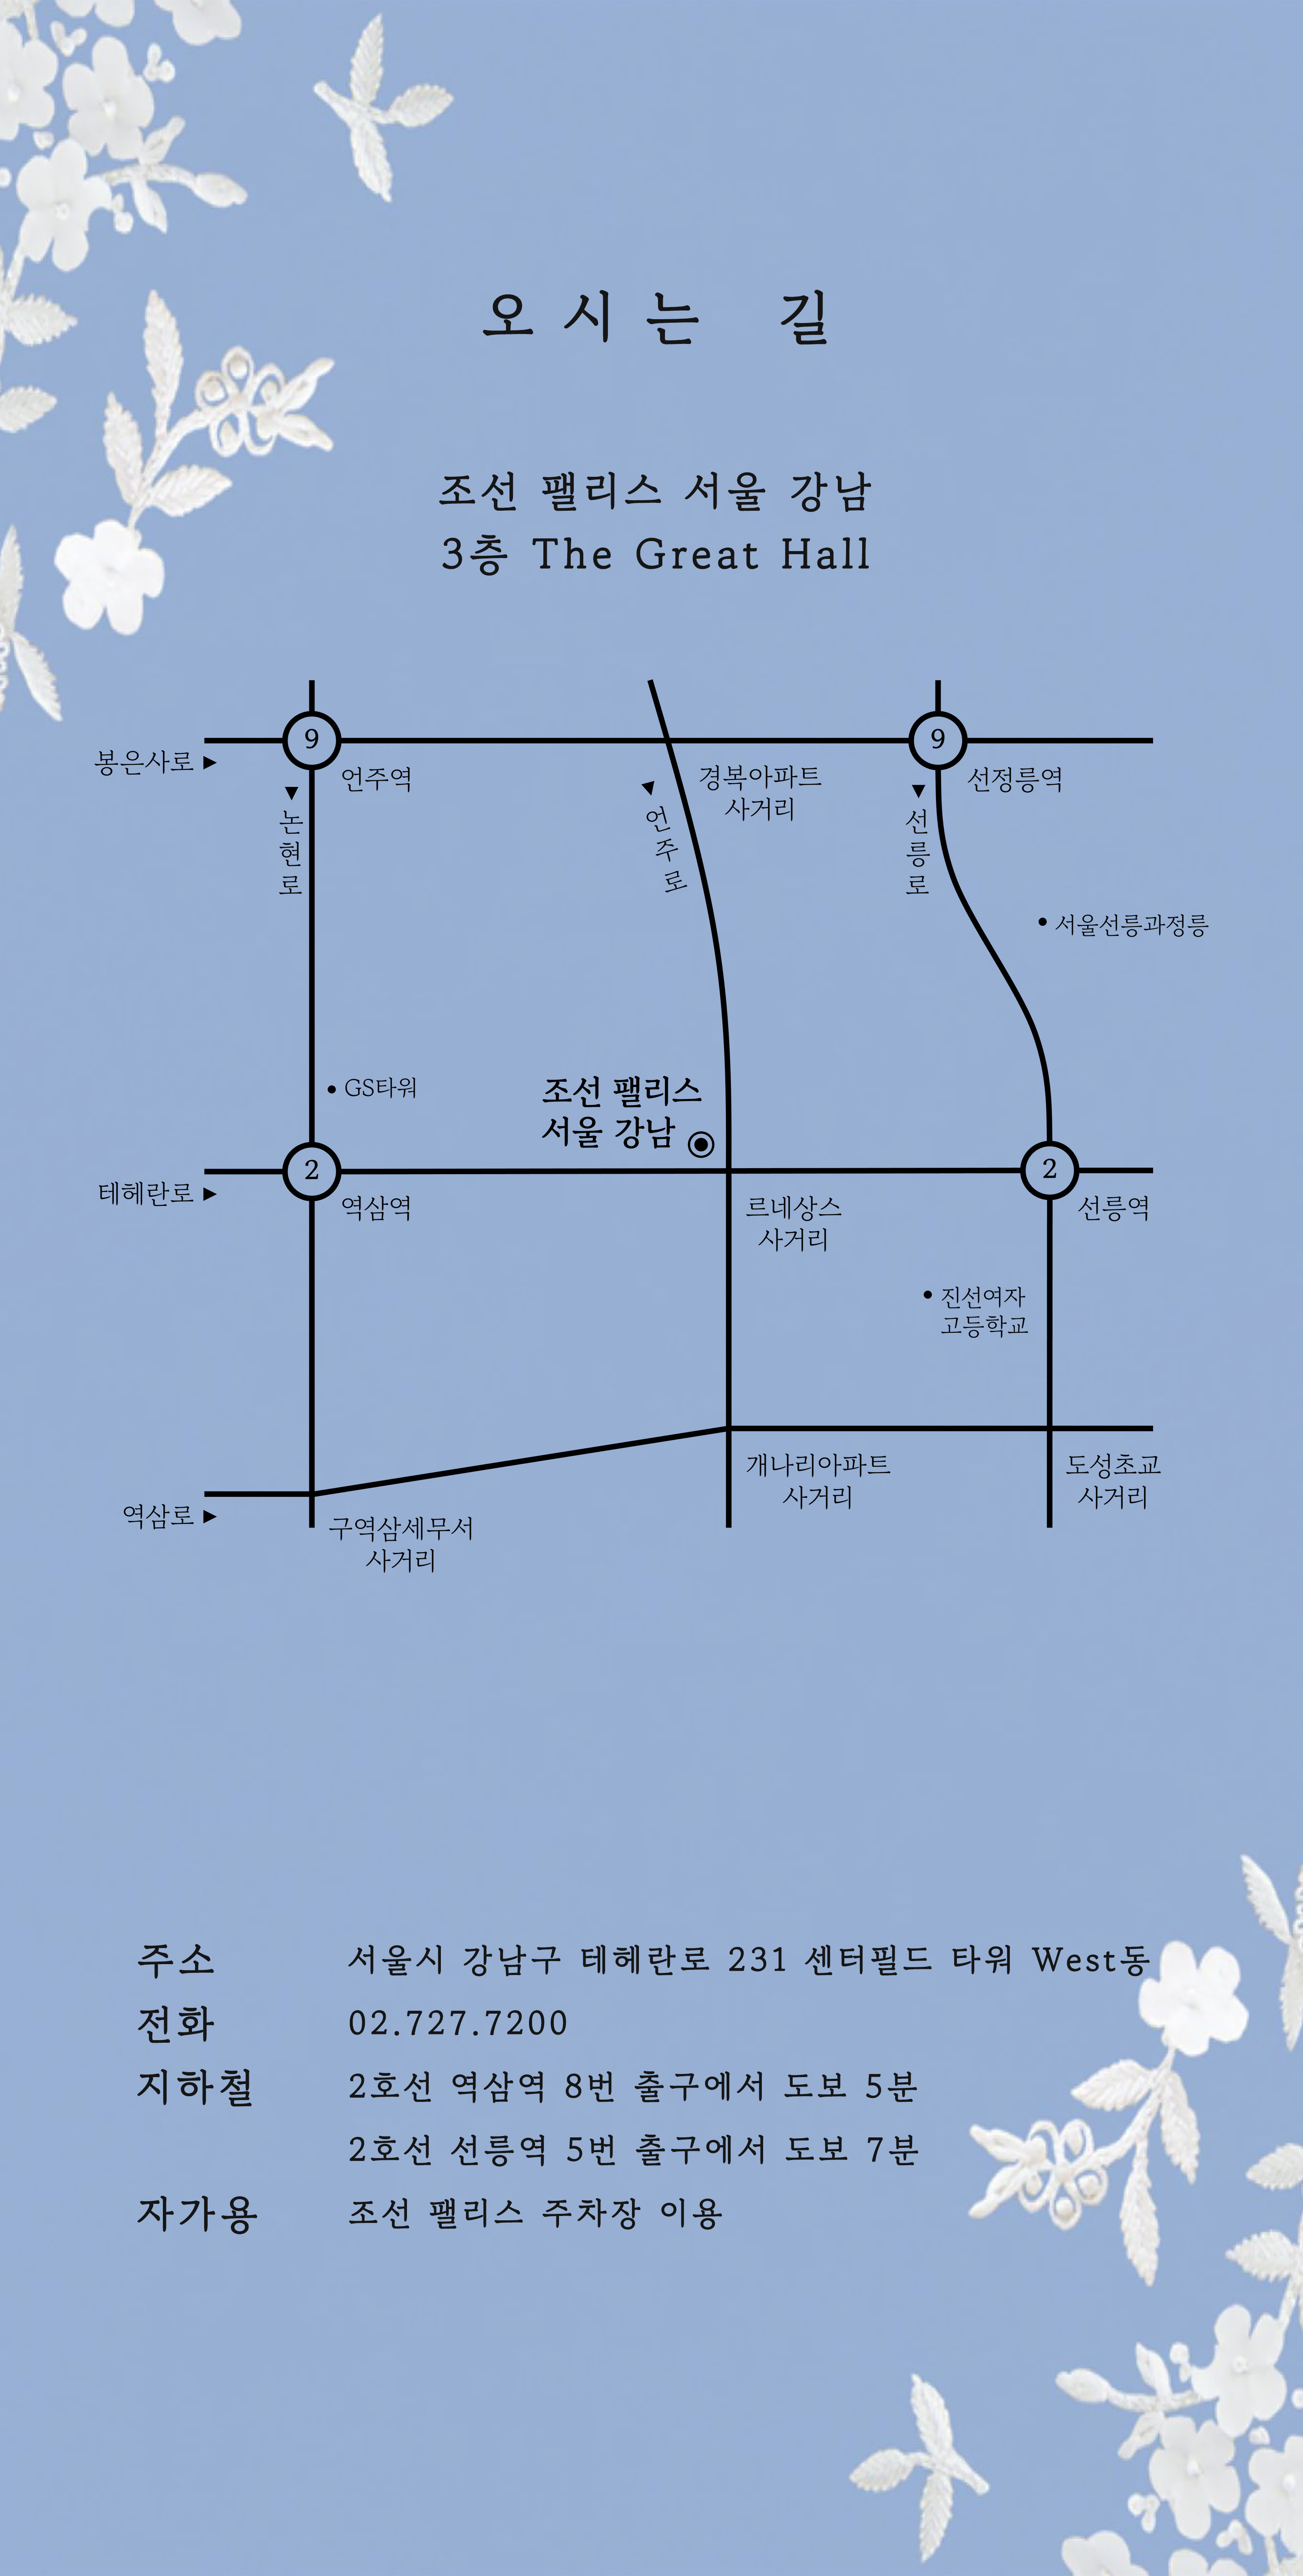 오시는 길
조선 팰리스 서울 강남
3층 The Great Hall
9
9
봉은사로 ▶
언주역
경복아파트
사거리
선정릉역
▼
논현로
▼
언주로
▼
선릉로
• 서울선릉과정릉
• GS타워
조선 팰리스
서울 강남
2
2
테헤란로 ▶
역삼역
르네상스
사거리
선릉역
• 진선여자
고등학교
개나리아파트
사거리
도성초교
사거리
역삼로 ▶
구역삼세무서
사거리
주소 서울시 강남구 테헤란로 231 센터필드 타워 West동
전화 02.727.7200
지하철 2호선 역삼역 8번 출구에서 도보 5분
2호선 선릉역 5번 출구에서 도보 7분
자가용 조선 팰리스 주차장 이용